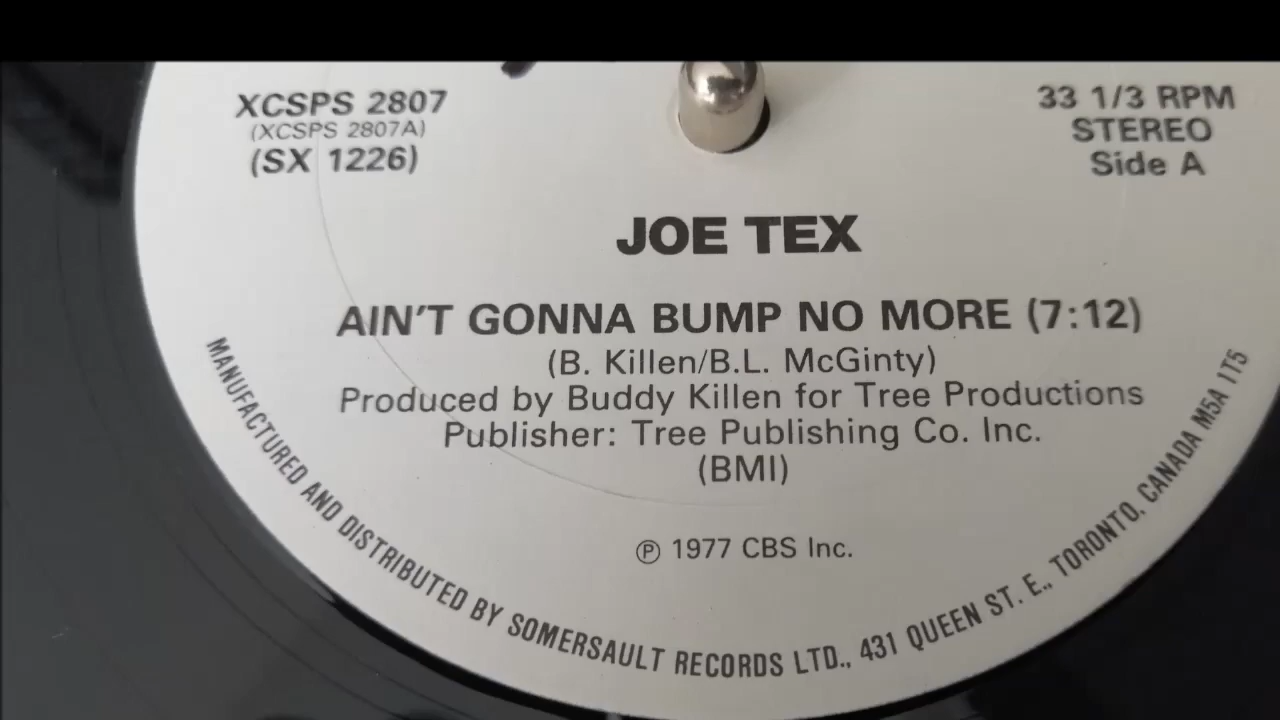 XCSPS 2807
(XCSPS 2807A)
(SX 1226)
33 1/3 RPM
STEREO
Side A
JOE TEX
AIN'T GONNA BUMP NO MORE (7:12)
(B. Killen/B.L. McGinty)
Produced by Buddy Killen for Tree Productions
Publisher: Tree Publishing Co. Inc.
(BMI)
℗ 1977 CBS Inc.
MANUFACTURED AND DISTRIBUTED BY SOMERSAULT RECORDS LTD., 431 QUEEN ST. E., TORONTO, CANADA M5A 1T5